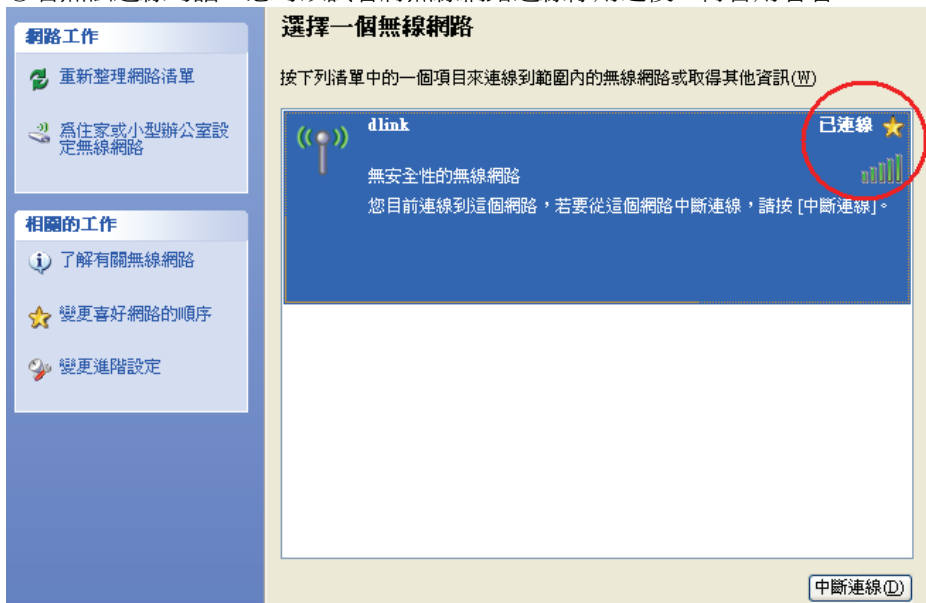 網路工作
重新整理網路清單
為住家或小型辦公室設
定無線網路
相關的工作
了解有關無線網路
變更喜好網路的順序
變更進階設定
選擇一個無線網路
按下列清單中的一個項目來連線到範圍內的無線網路或取得其他資訊(W)
dlink
已連線
無安全性的無線網路
您目前連線到這個網路，若要從這個網路中斷連線，請按 [中斷連線]。
中斷連線(D)